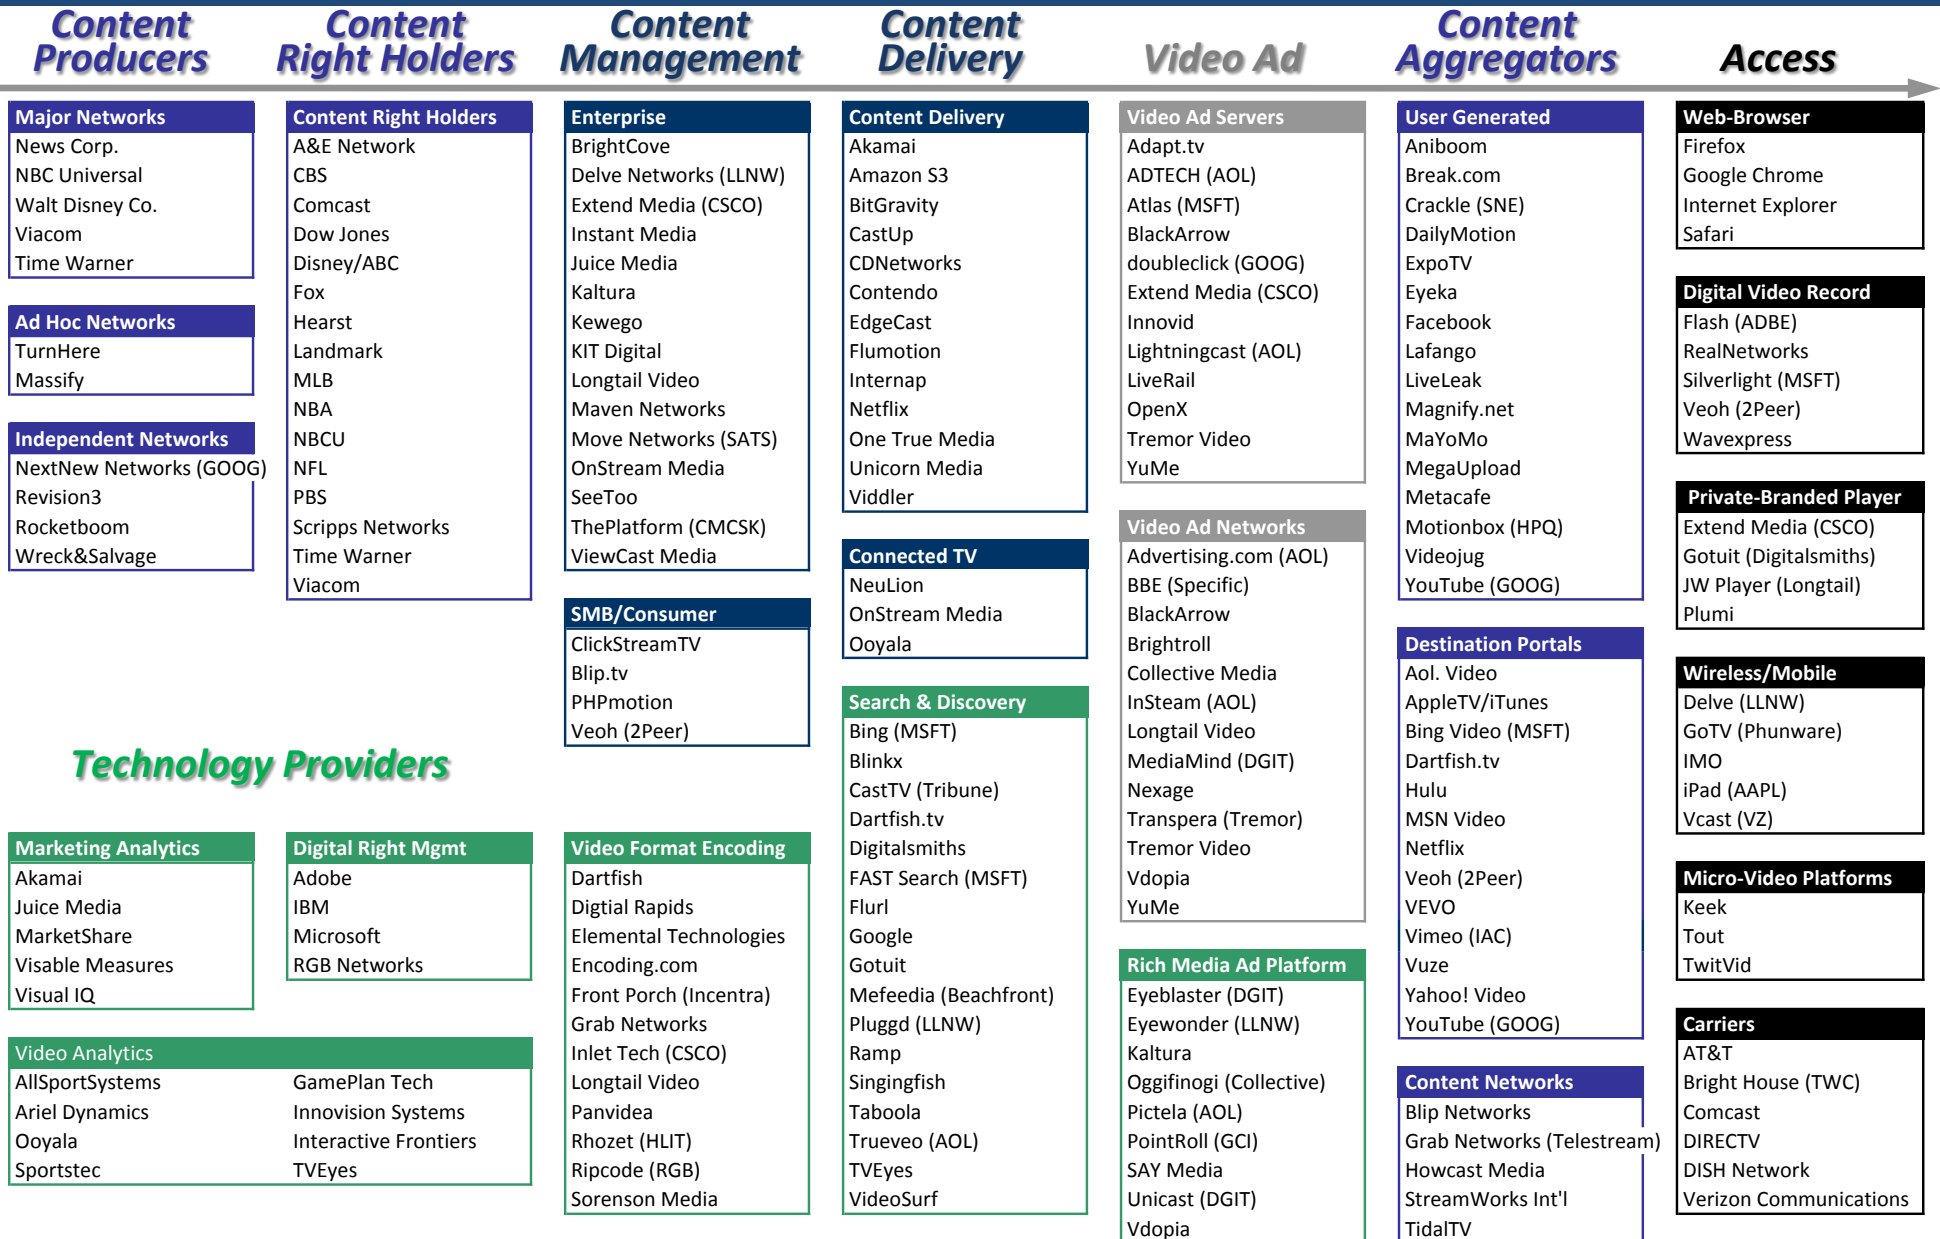 Content
Producers
Content
Right Holders
Content
Management
Content
Delivery
Video Ad
Content
Aggregators
Access
Major Networks
News Corp.
NBC Universal
Walt Disney Co.
Viacom
Time Warner
Ad Hoc Networks
TurnHere
Massify
Independent Networks
NextNew Networks (GOOG)
Revision3
Rocketboom
Wreck&Salvage
Content Right Holders
A&E Network
CBS
Comcast
Dow Jones
Disney/ABC
Fox
Hearst
Landmark
MLB
NBA
NBCU
NFL
PBS
Scripps Networks
Time Warner
Viacom
Enterprise
BrightCove
Delve Networks (LLNW)
Extend Media (CSCO)
Instant Media
Juice Media
Kaltura
Kewego
KIT Digital
Longtail Video
Maven Networks
Move Networks (SATS)
OnStream Media
SeeToo
ThePlatform (CMCSK)
ViewCast Media
SMB/Consumer
ClickStreamTV
Blip.tv
PHPmotion
Veoh (2Peer)
Content Delivery
Akamai
Amazon S3
BitGravity
CastUp
CDNetworks
Contendo
EdgeCast
Flumotion
Internap
Netflix
One True Media
Unicorn Media
Viddler
Connected TV
NeuLion
OnStream Media
Ooyala
Search & Discovery
Bing (MSFT)
Blinkx
CastTV (Tribune)
Dartfish.tv
Digitalsmiths
FAST Search (MSFT)
Flurl
Google
Gotuit
Mefeedia (Beachfront)
Pluggd (LLNW)
Ramp
Singingfish
Taboola
Trueveo (AOL)
TVEyes
VideoSurf
Video Ad Servers
Adapt.tv
ADTECH (AOL)
Atlas (MSFT)
BlackArrow
doubleclick (GOOG)
Extend Media (CSCO)
Innovid
Lightningcast (AOL)
LiveRail
OpenX
Tremor Video
YuMe
Video Ad Networks
Advertising.com (AOL)
BBE (Specific)
BlackArrow
Brightroll
Collective Media
InSteam (AOL)
Longtail Video
MediaMind (DGIT)
Nexage
Transpera (Tremor)
Tremor Video
Vdopia
YuMe
Rich Media Ad Platform
Eyeblaster (DGIT)
Eyewonder (LLNW)
Kaltura
Oggifinogi (Collective)
Pictela (AOL)
PointRoll (GCI)
SAY Media
Unicast (DGIT)
Vdopia
User Generated
Aniboom
Break.com
Crackle (SNE)
DailyMotion
ExpoTV
Eyeka
Facebook
Lafango
LiveLeak
Magnify.net
MaYoMo
MegaUpload
Metacafe
Motionbox (HPQ)
Videojug
YouTube (GOOG)
Destination Portals
Aol. Video
AppleTV/iTunes
Bing Video (MSFT)
Dartfish.tv
Hulu
MSN Video
Netflix
Veoh (2Peer)
VEVO
Vimeo (IAC)
Vuze
Yahoo! Video
YouTube (GOOG)
Content Networks
Blip Networks
Grab Networks (Telestream)
Howcast Media
StreamWorks Int'l
TidalTV
Web-Browser
Firefox
Google Chrome
Internet Explorer
Safari
Digital Video Record
Flash (ADBE)
RealNetworks
Silverlight (MSFT)
Veoh (2Peer)
Wavexpress
Private-Branded Player
Extend Media (CSCO)
Gotuit (Digitalsmiths)
JW Player (Longtail)
Plumi
Wireless/Mobile
Delve (LLNW)
GoTV (Phunware)
IMO
iPad (AAPL)
Vcast (VZ)
Micro-Video Platforms
Keek
Tout
TwitVid
Carriers
AT&T
Bright House (TWC)
Comcast
DIRECTV
DISH Network
Verizon Communications
Technology Providers
Marketing Analytics
Akamai
Juice Media
MarketShare
Visable Measures
Visual IQ
Digital Right Mgmt
Adobe
IBM
Microsoft
RGB Networks
Video Analytics
AllSportSystems
Ariel Dynamics
Ooyala
Sportstec
GamePlan Tech
Innovision Systems
Interactive Frontiers
TVEyes
Video Format Encoding
Dartfish
Digtial Rapids
Elemental Technologies
Encoding.com
Front Porch (Incentra)
Grab Networks
Inlet Tech (CSCO)
Longtail Video
Panvidea
Rhozet (HLIT)
Ripcode (RGB)
Sorenson Media